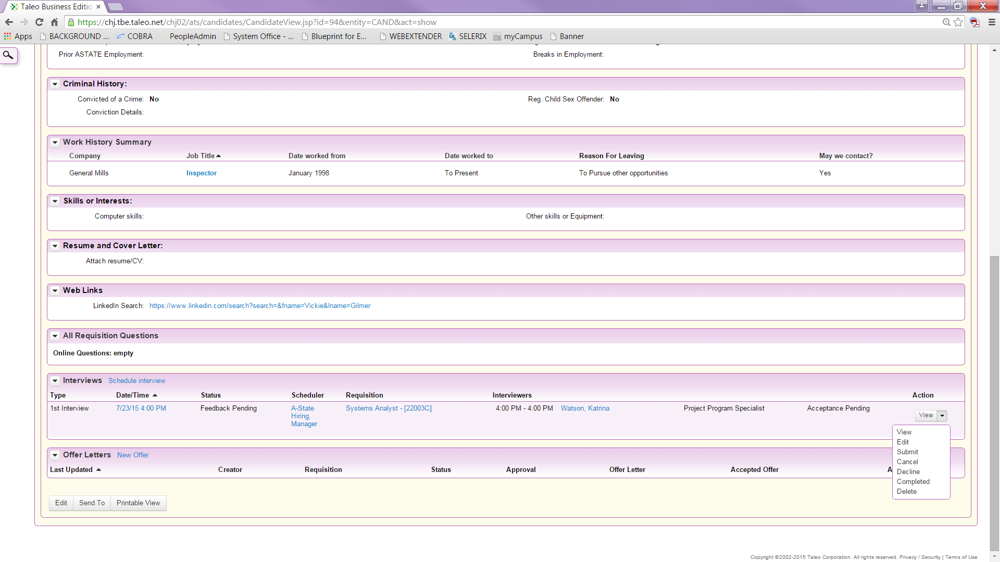 Taleo Business Editio
https://chj.tbe.taleo.net/chj02/ats/candidates/CandidateView.jsp?id=94&entity=CAND&act=show
Apps BACKGROUND ... COBRA PeopleAdmin System Office - ... Blueprint for E... WEBEXTENDER UL SELERIX my myCampus Banner
Prior ASTATE Employment: Breaks in Employment:
Criminal History:
Convicted of a Crime: No Reg. Child Sex Offender: No
Conviction Details:
Work History Summary
Company Job Title Date worked from Date worked to Reason For Leaving May we contact?
General Mills Inspector January 1998 To Present To Pursue other opportunities Yes
Skills or Interests:
Computer skills: Other skills or Equipment:
Resume and Cover Letter:
Attach resume/CV:
Web Links
LinkedIn Search: https://www.linkedin.com/search?search=&fname=Vickie&lname=Gilmer
All Requisition Questions
Online Questions: empty
Interviews Schedule interview
Type Date/Time Status Scheduler Requisition Interviewers Action
1st Interview 7/23/15 4:00 PM Feedback Pending A-State Systems Analyst - [22003C] 4:00 PM - 4:00 PM Watson, Katrina Project Program Specialist Acceptance Pending
Hiring, View
Manager
View
Edit
Submit
Cancel
Decline
Completed
Delete
Offer Letters New Offer
Last Updated Creator Requisition Status Approval Offer Letter Accepted Offer A
Edit Send To Printable View
Copyright ©2002-2015 Taleo Corporation. All rights reserved. Privacy / Security | Terms of Use